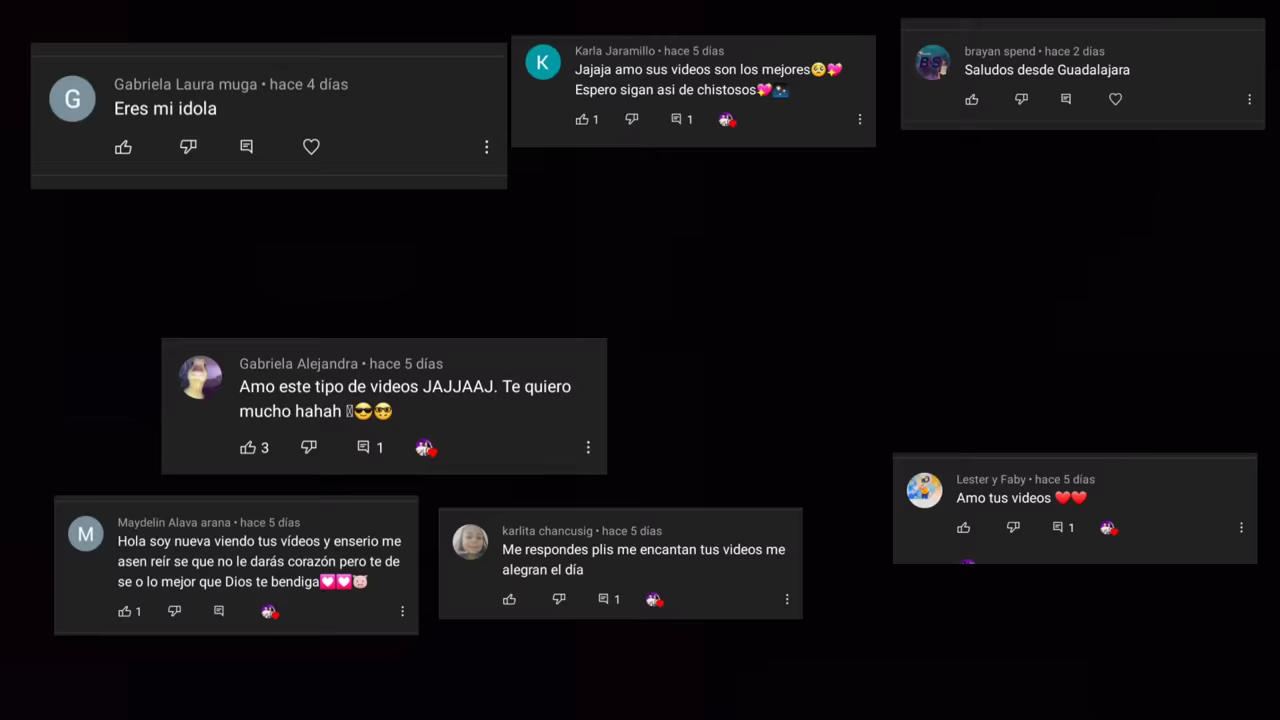 Gabriela Laura muga • hace 4 días
Eres mi idola
Karla Jaramillo • hace 5 días
Jajaja amo sus videos son los mejores🥺💖
Espero sigan asi de chistosos💖🌌
1
1
brayan spend • hace 2 días
Saludos desde Guadalajara
Gabriela Alejandra • hace 5 días
Amo este tipo de videos JAJJAAJ. Te quiero
mucho hahah 😎🤓
3
1
Maydelin Alava arana • hace 5 días
Hola soy nueva viendo tus vídeos y enserio me
asen reír se que no le darás corazón pero te de
se o lo mejor que Dios te bendiga💟💟🐷
1
karlita chancusig • hace 5 días
Me respondes plis me encantan tus videos me
alegran el día
1
Lester y Faby • hace 5 días
Amo tus videos ❤️❤️
1